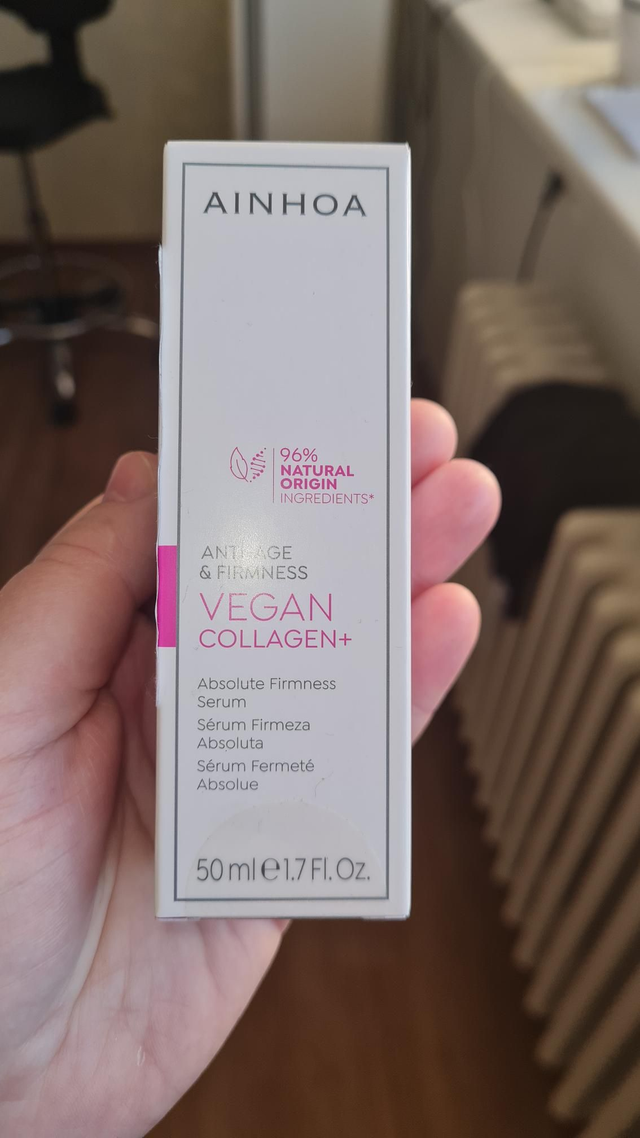 AINHOA
96%
NATURAL
ORIGIN
INGREDIENTS*
ANTI-AGE
& FIRMNESS
VEGAN
COLLAGEN+
Absolute Firmness
Serum
Sérum Firmeza
Absoluta
Sérum Fermeté
Absolue
50 ml e 1.7 Fl. Oz.